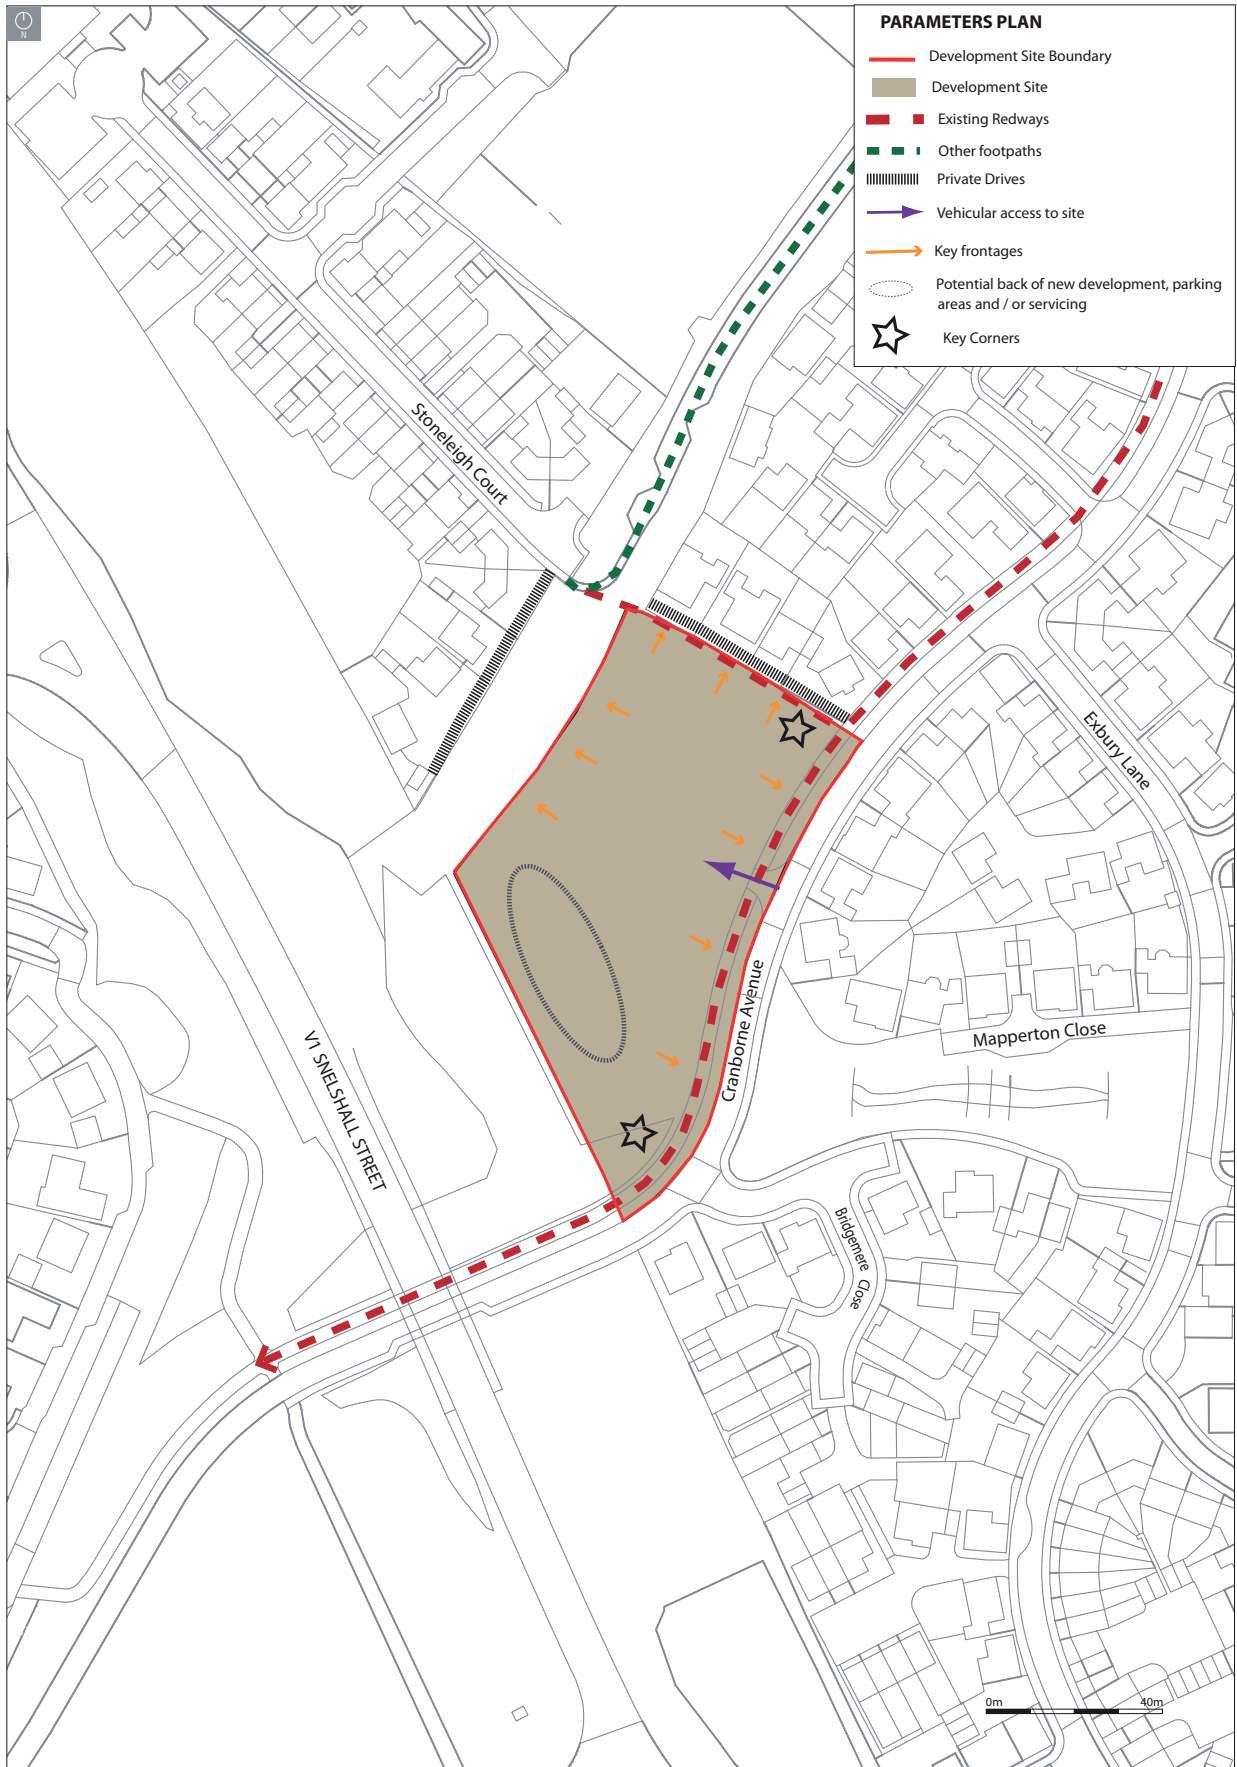 N
PARAMETERS PLAN
Development Site Boundary
Development Site
Existing Redways
Other footpaths
Private Drives
Vehicular access to site
Key frontages
Potential back of new development, parking
areas and / or servicing
Key Corners
Stoneleigh Court
Exbury Lane
Cranborne Avenue
Mapperton Close
V1 SNELSHALL STREET
Bridgemere Close
0m 40m